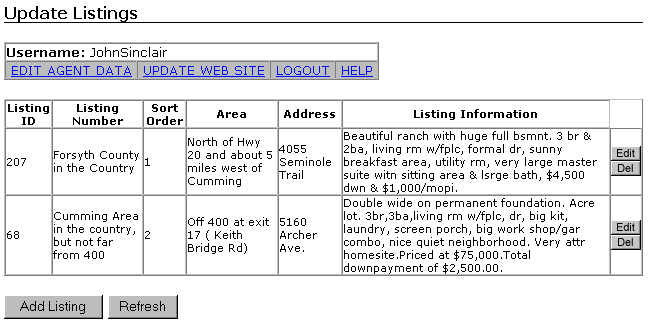 Update Listings
Username: JohnSinclair
EDIT AGENT DATA UPDATE WEB SITE LOGOUT HELP
Listing ID
Listing Number
Sort Order
Area
Address
Listing Information
207
Forsyth County
in the Country
1
North of Hwy
20 and about 5
miles west of
Cumming
4055
Seminole
Trail
Beautiful ranch with huge full bsmnt. 3 br &
2ba, living rm w/fplc, formal dr, sunny
breakfast area, utility rm, very large master
suite witn sitting area & lsrge bath, $4,500
dwn & $1,000/mopi.
Edit
Del
68
Cumming Area
in the country,
but not far
from 400
2
Off 400 at exit
17 ( Keith
Bridge Rd)
5160
Archer
Ave.
Double wide on permanent foundation. Acre
lot. 3br,3ba,living rm w/fplc, dr, big kit,
laundry, screen porch, big work shop/gar
combo, nice quiet neighborhood. Very attr
homesite.Priced at $75,000.Total
downpayment of $2,500.00.
Edit
Del
Add Listing Refresh